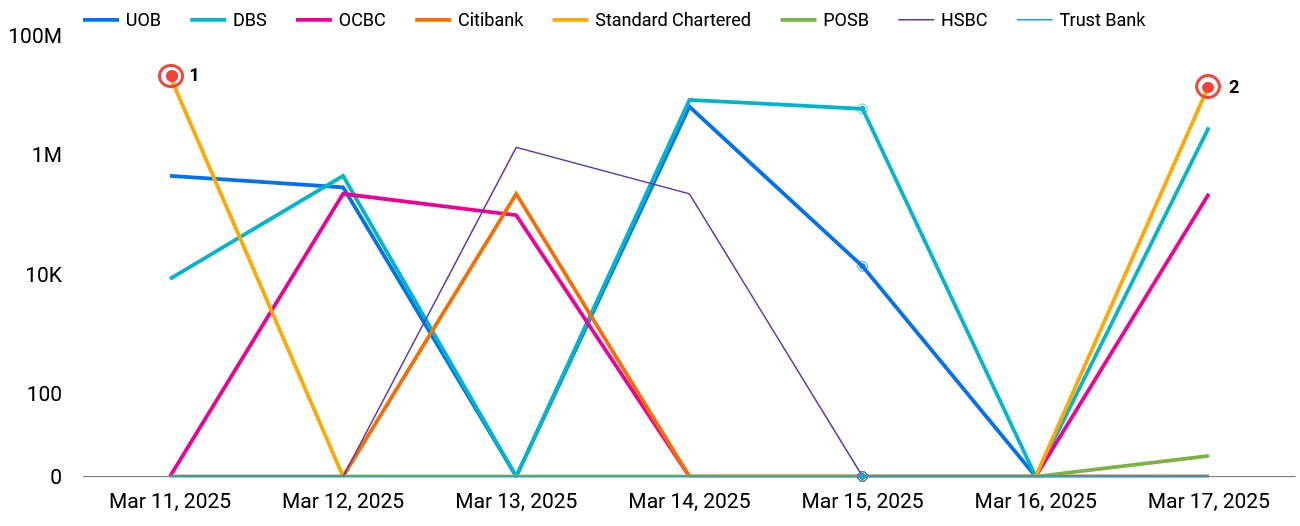 UOB DBS OCBC Citibank Standard Chartered POSB HSBC Trust Bank
100M
1
2
1M
10K
100
0
Mar 11, 2025 Mar 12, 2025 Mar 13, 2025 Mar 14, 2025 Mar 15, 2025 Mar 16, 2025 Mar 17, 2025